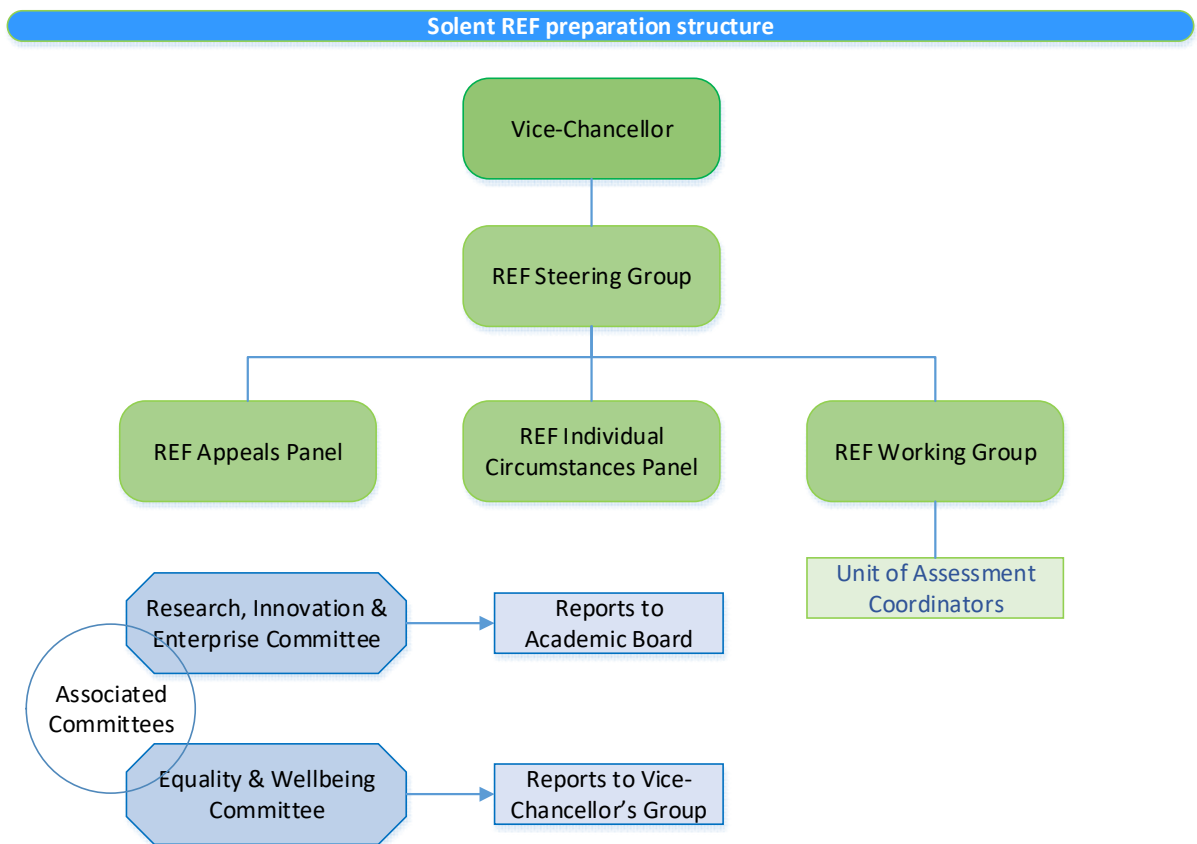 Solent REF preparation structure
Vice-Chancellor
REF Steering Group
REF Appeals Panel
REF Individual
Circumstances Panel
REF Working Group
Unit of Assessment
Coordinators
Research, Innovation &
Enterprise Committee
Reports to
Academic Board
Associated
Committees
Equality & Wellbeing
Committee
Reports to Vice-
Chancellor’s Group